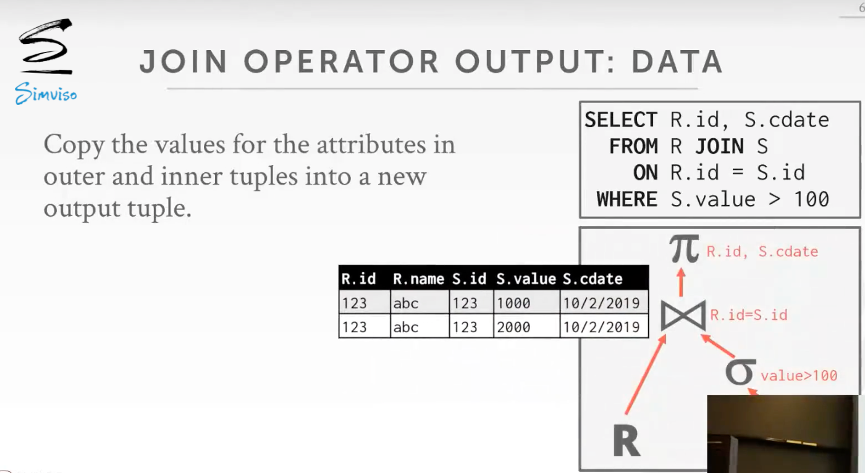 6
Simviso
JOIN OPERATOR OUTPUT: DATA
Copy the values for the attributes in
outer and inner tuples into a new
output tuple.
SELECT R.id, S.cdate
FROM R JOIN S
ON R.id = S.id
WHERE S.value > 100
R.id R.name S.id S.value S.cdate
123 abc 123 1000 10/2/2019
123 abc 123 2000 10/2/2019
π R.id, S.cdate
⋈ R.id=S.id
σ value>100
R